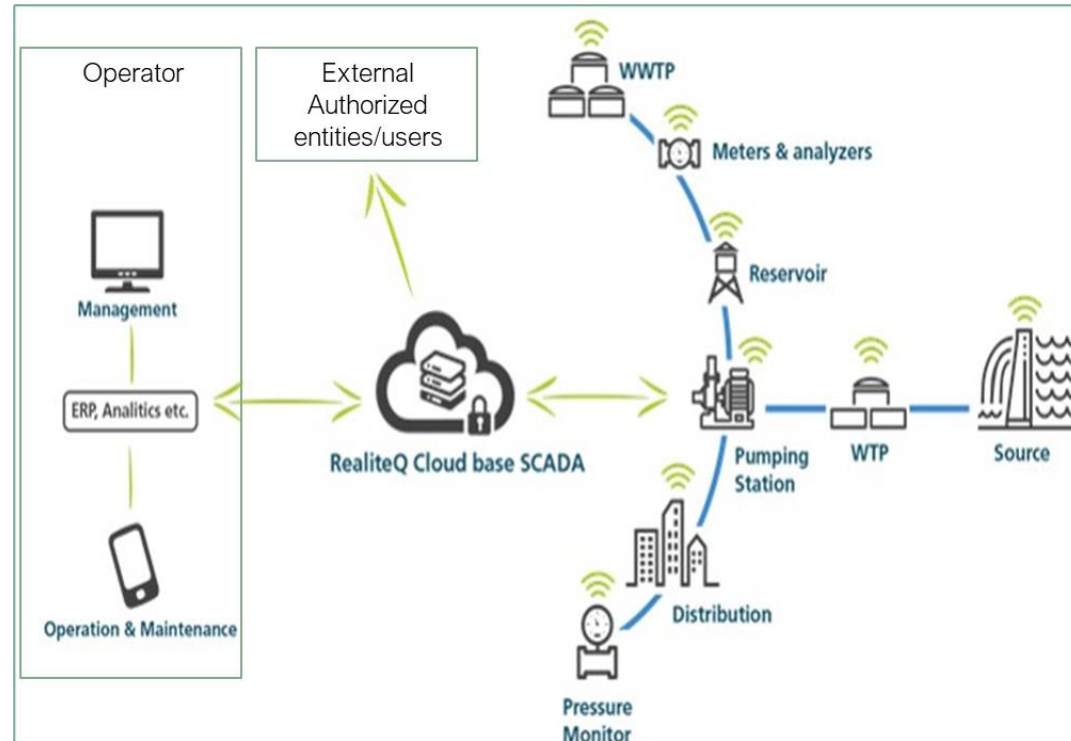 Operator
External
Authorized
entities/users
WWTP
Meters & analyzers
Reservoir
Management
ERP, Analitics etc.
RealiteQ Cloud base SCADA
Pumping
Station
WTP
Source
Operation & Maintenance
Distribution
Pressure
Monitor